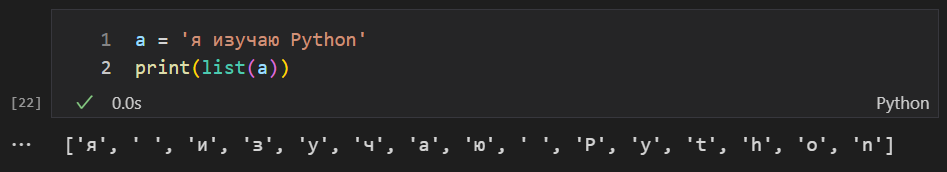 1 a = 'я изучаю Python'
2 print(list(a))
[22] 0.0s Python
... ['я', ' ', 'и', 'з', 'у', 'ч', 'а', 'ю', ' ', 'P', 'y', 't', 'h', 'o', 'n']